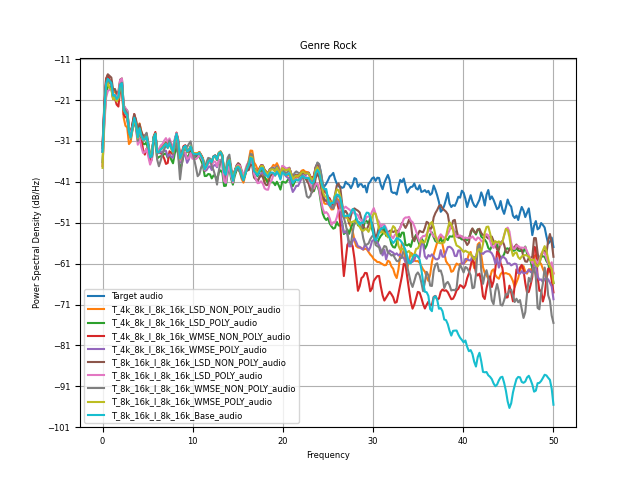 Genre Rock
Power Spectral Density (dB/Hz)
−11
−21
−31
−41
−51
−61
−71
−81
−91
−101
Target audio
T_4k_8k_I_8k_16k_LSD_NON_POLY_audio
T_4k_8k_I_8k_16k_LSD_POLY_audio
T_4k_8k_I_8k_16k_WMSE_NON_POLY_audio
T_4k_8k_I_8k_16k_WMSE_POLY_audio
T_8k_16k_I_8k_16k_LSD_NON_POLY_audio
T_8k_16k_I_8k_16k_LSD_POLY_audio
T_8k_16k_I_8k_16k_WMSE_NON_POLY_audio
T_8k_16k_I_8k_16k_WMSE_POLY_audio
T_8k_16k_I_8k_16k_Base_audio
0 10 20 30 40 50
Frequency